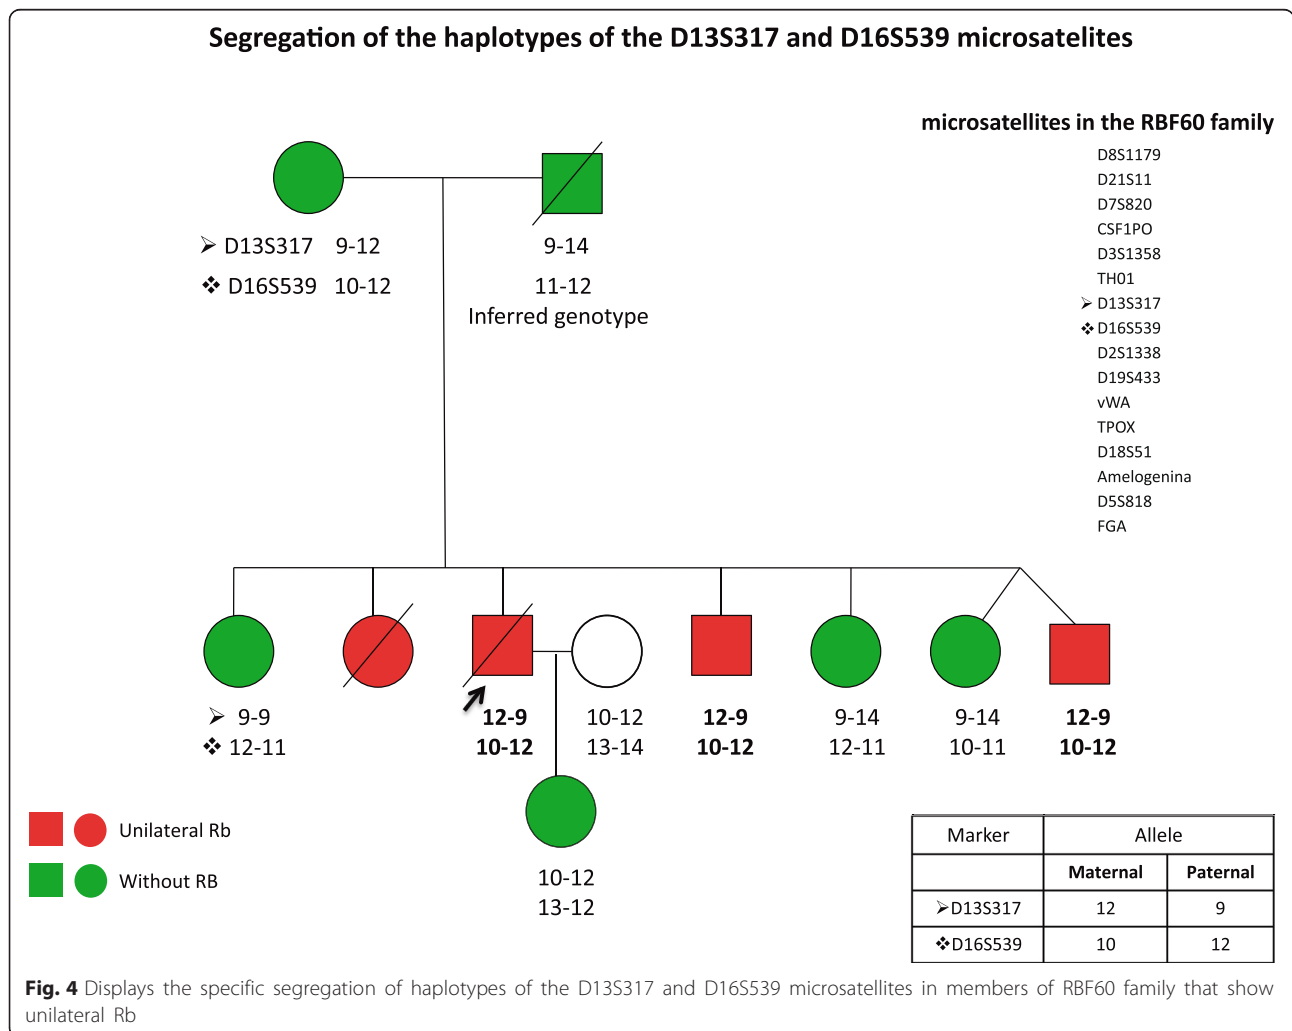 Segregation of the haplotypes of the D13S317 and D16S539 microsatelites
microsatellites in the RBF60 family
D8S1179
D21S11
D7S820
CSF1PO
D3S1358
TH01
➢ D13S317
❖ D16S539
D2S1338
D19S433
vWA
TPOX
D18S51
Amelogenina
D5S818
FGA
➢ D13S317 9-12 9-14
❖ D16S539 10-12 11-12
Inferred genotype
➢ 9-9 12-9 10-12 12-9 9-14 9-14 12-9
❖ 12-11 10-12 13-14 10-12 12-11 10-11 10-12
10-12
13-12
Unilateral Rb
Without RB
Marker Allele
Maternal Paternal
➢D13S317 12 9
❖D16S539 10 12
Fig. 4 Displays the specific segregation of haplotypes of the D13S317 and D16S539 microsatellites in members of RBF60 family that show
unilateral Rb